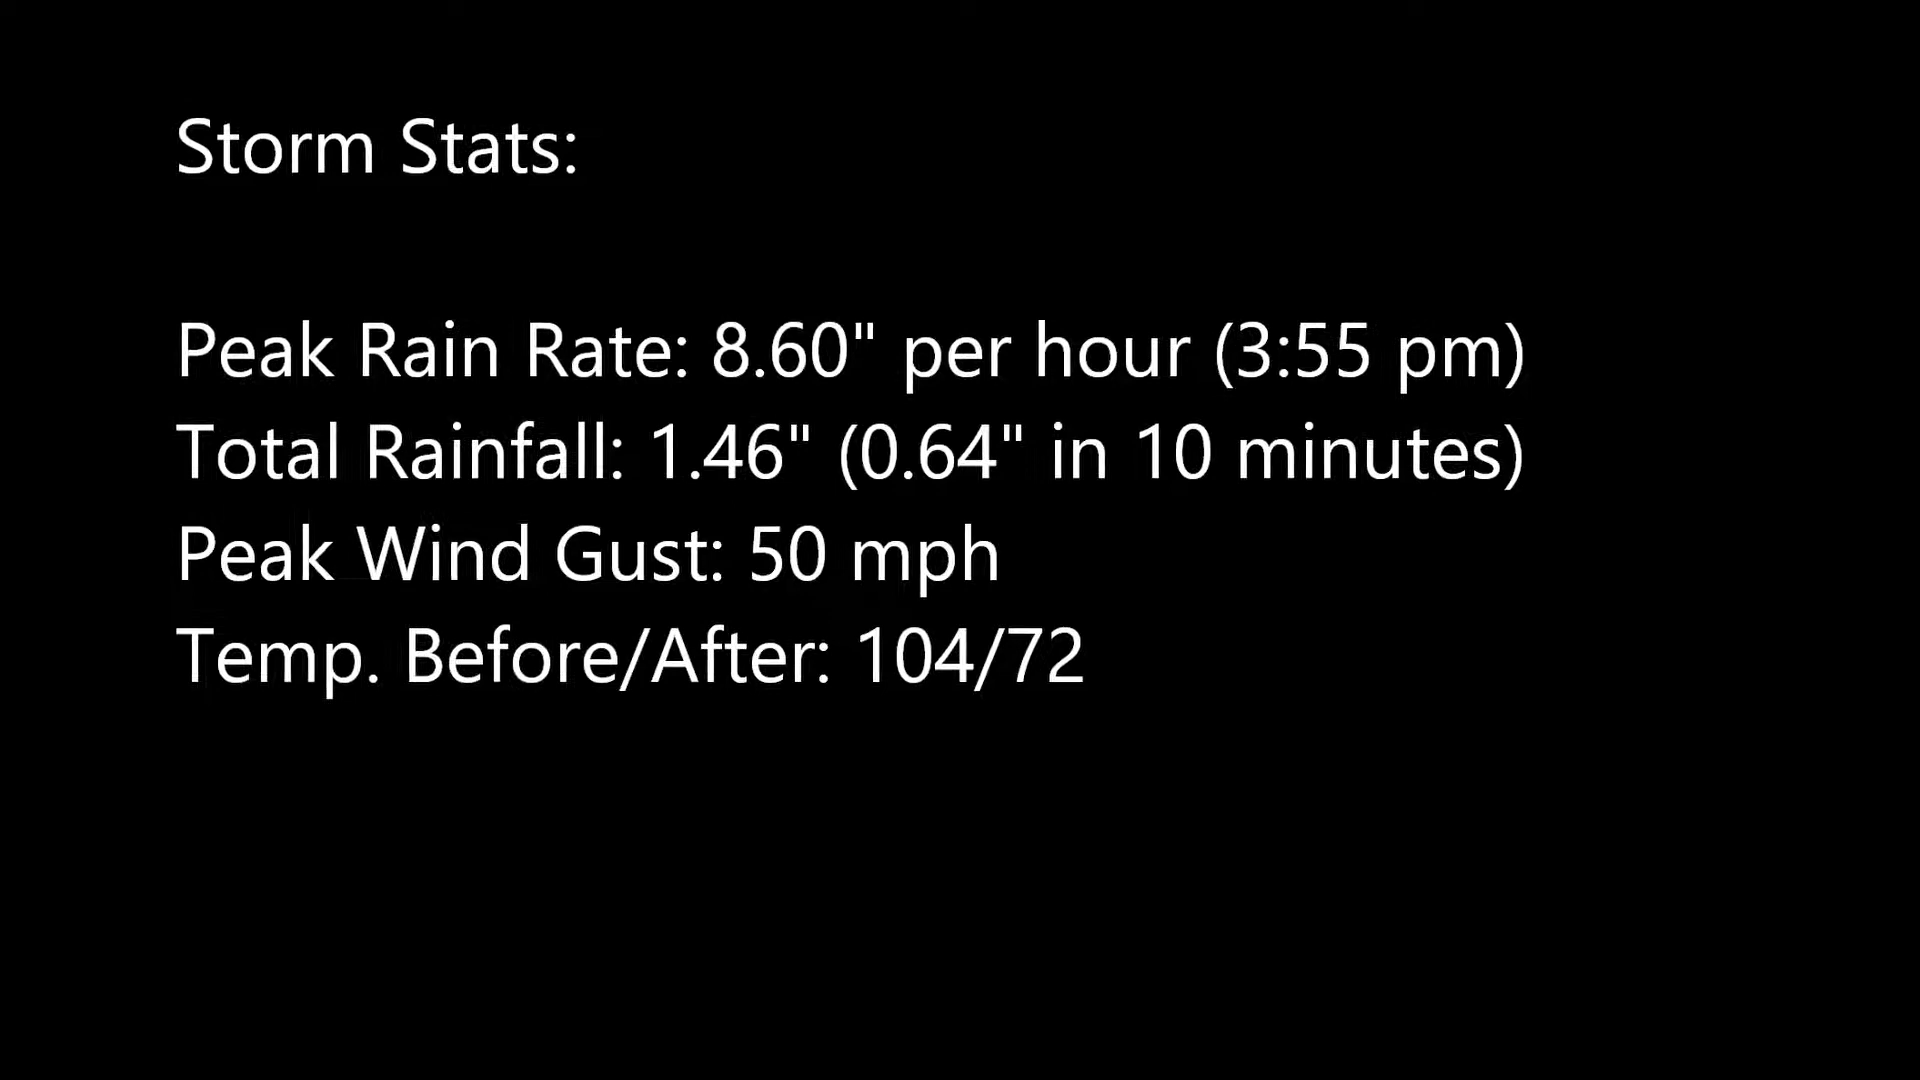 Storm Stats:
Peak Rain Rate: 8.60" per hour (3:55 pm)
Total Rainfall: 1.46" (0.64" in 10 minutes)
Peak Wind Gust: 50 mph
Temp. Before/After: 104/72